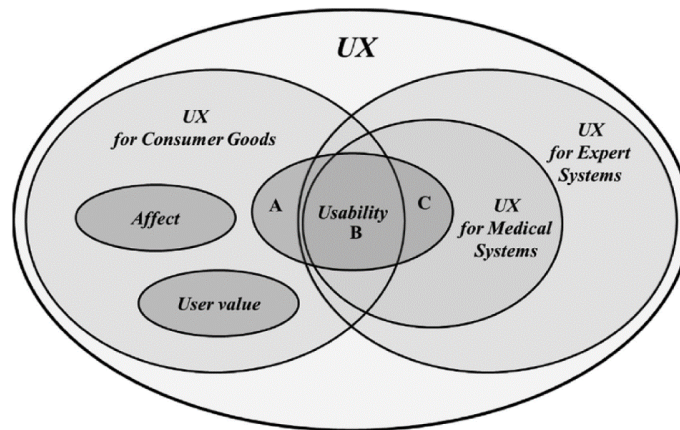 UX
UX
for Consumer Goods
UX
for Expert
Systems
A
Usability
B
C
UX
for Medical
Systems
Affect
User value